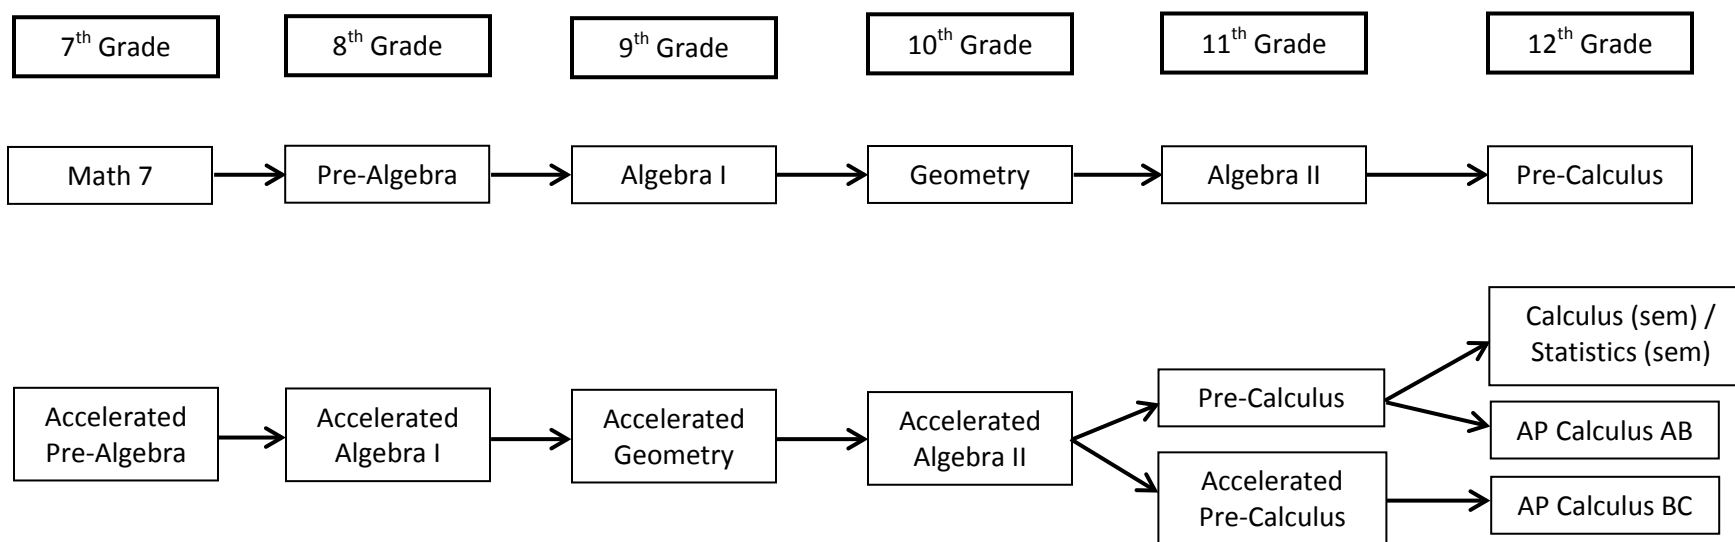 7th Grade
8th Grade
9th Grade
10th Grade
11th Grade
12th Grade
Math 7
Pre-Algebra
Algebra I
Geometry
Algebra II
Pre-Calculus
Accelerated
Pre-Algebra
Accelerated
Algebra I
Accelerated
Geometry
Accelerated
Algebra II
Pre-Calculus
Accelerated
Pre-Calculus
Calculus (sem) /
Statistics (sem)
AP Calculus AB
AP Calculus BC